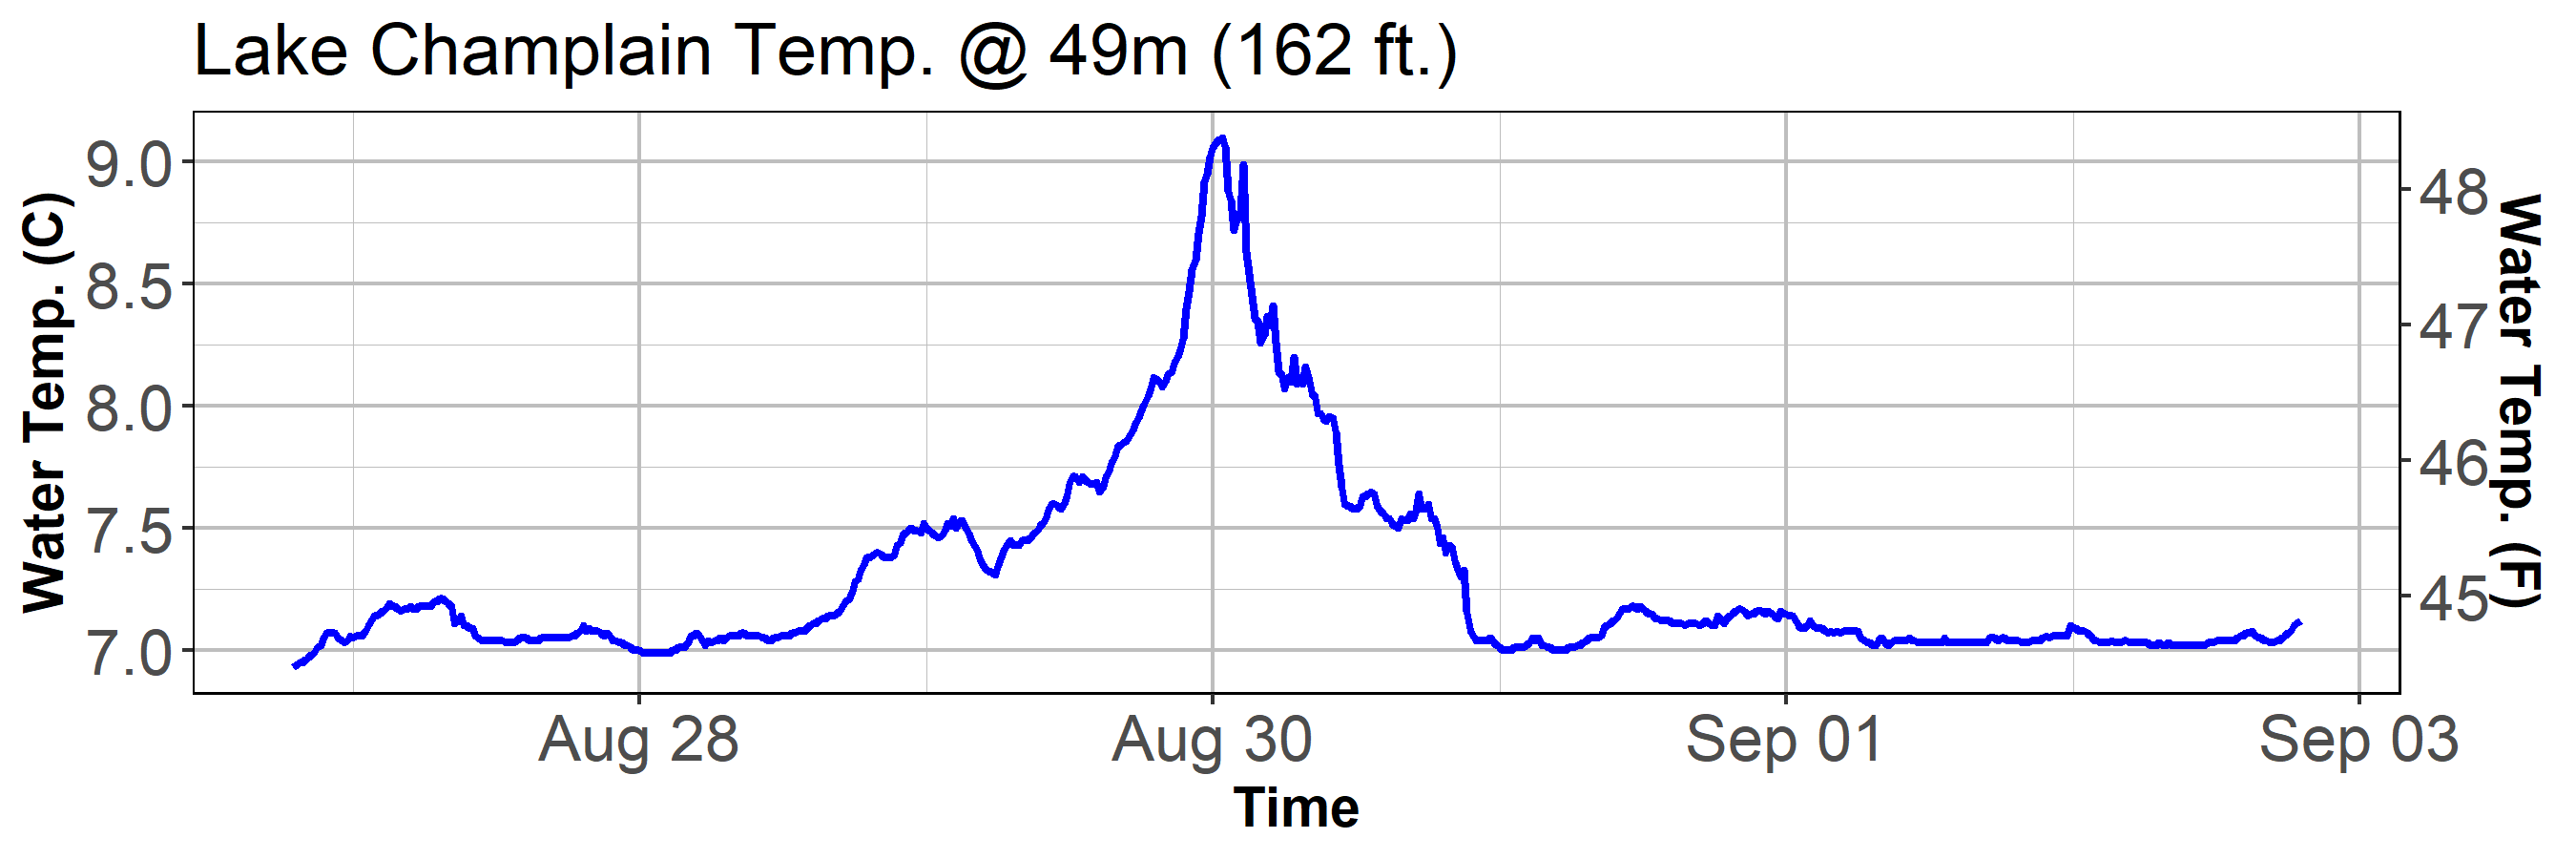 Lake Champlain Temp. @ 49m (162 ft.)
Water Temp. (C)
9.0
8.5
8.0
7.5
7.0
48
47
46
45
Water Temp. (F)
Aug 28 Aug 30 Sep 01 Sep 03
Time